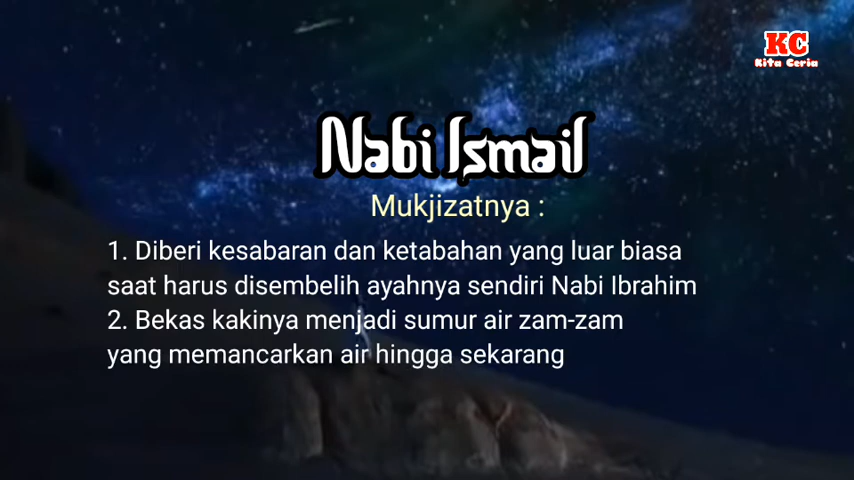 KC
Kita Ceria
Nabi Ismail
Mukjizatnya :
1. Diberi kesabaran dan ketabahan yang luar biasa
saat harus disembelih ayahnya sendiri Nabi Ibrahim
2. Bekas kakinya menjadi sumur air zam-zam
yang memancarkan air hingga sekarang